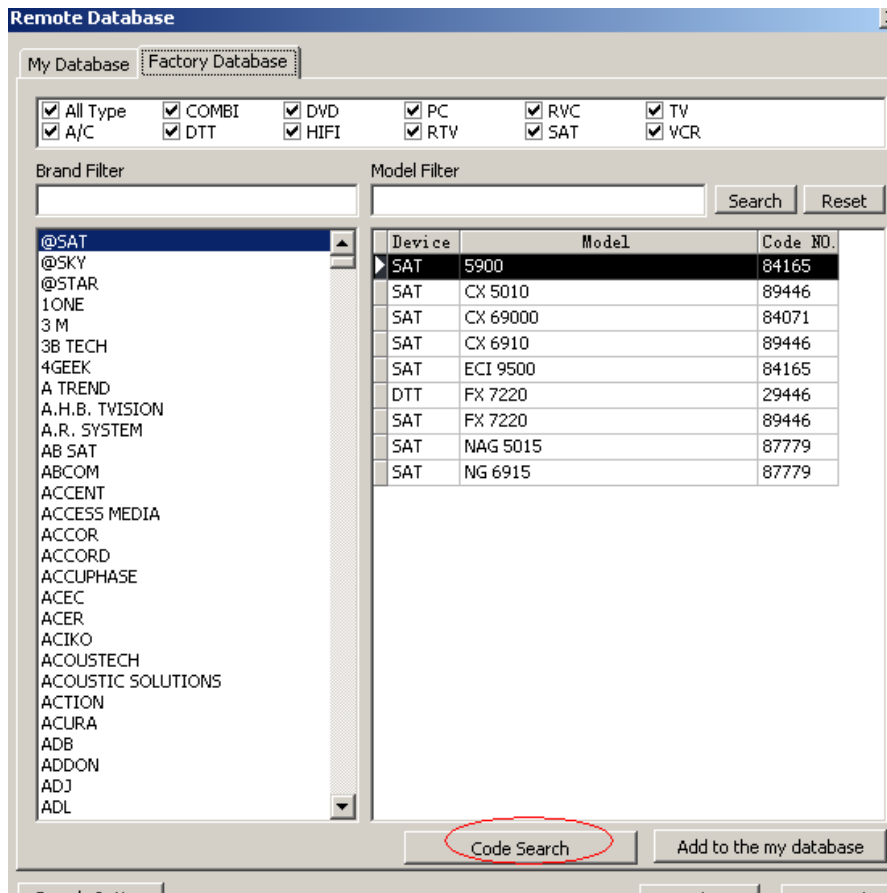 Remote Database
My Database Factory Database
All Type COMBI DVD PC RVC TV
A/C DTT HIFI RTV SAT VCR
Brand Filter Model Filter
Search Reset
@SAT
@SKY
@STAR
1ONE
3 M
3B TECH
4GEEK
A TREND
A.H.B. TVISION
A.R. SYSTEM
AB SAT
ABCOM
ACCENT
ACCESS MEDIA
ACCOR
ACCORD
ACCUPHASE
ACEC
ACER
ACIKO
ACOUSTECH
ACOUSTIC SOLUTIONS
ACTION
ACURA
ADB
ADDON
ADJ
ADL
Device Model Code NO.
SAT 5900 84165
SAT CX 5010 89446
SAT CX 69000 84071
SAT CX 6910 89446
SAT ECI 9500 84165
DTT FX 7220 29446
SAT FX 7220 89446
SAT NAG 5015 87779
SAT NG 6915 87779
Code Search Add to the my database